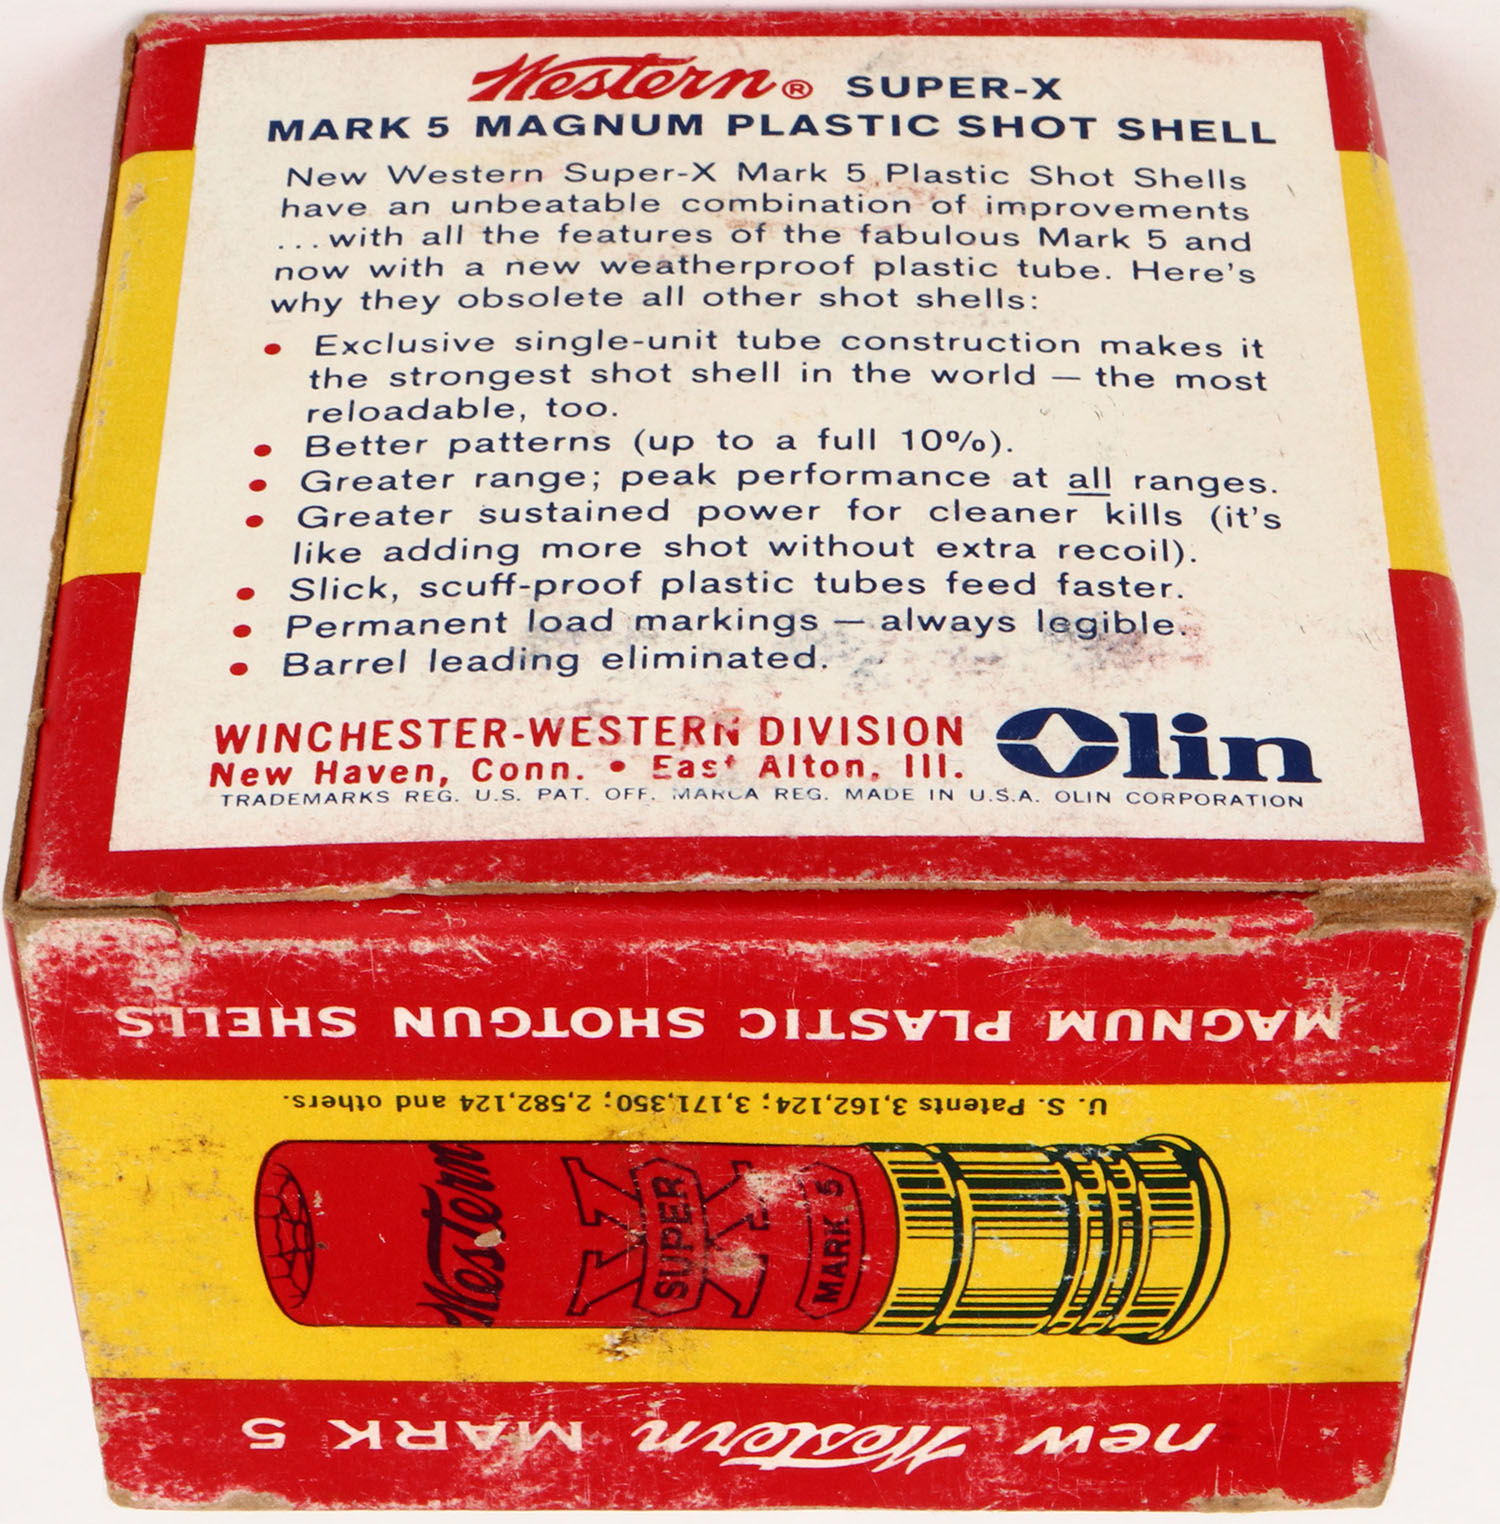 Western® SUPER-X
MARK 5 MAGNUM PLASTIC SHOT SHELL
New Western Super-X Mark 5 Plastic Shot Shells
have an unbeatable combination of improvements
...with all the features of the fabulous Mark 5 and
now with a new weatherproof plastic tube. Here's
why they obsolete all other shot shells:
• Exclusive single-unit tube construction makes it
the strongest shot shell in the world — the most
reloadable, too.
• Better patterns (up to a full 10%).
• Greater range; peak performance at all ranges.
• Greater sustained power for cleaner kills (it's
like adding more shot without extra recoil).
• Slick, scuff-proof plastic tubes feed faster.
• Permanent load markings — always legible.
• Barrel leading eliminated.
WINCHESTER-WESTERN DIVISION
New Haven, Conn. • East Alton, Ill.
Olin
TRADEMARKS REG. U.S. PAT. OFF. MARCA REG. MADE IN U.S.A. OLIN CORPORATION
new Western MARK 5
Western
SUPER X
MARK 5
U. S. Patents 3,162,124; 3,171,350; 2,582,124 and others.
MAGNUM PLASTIC SHOTGUN SHELLS